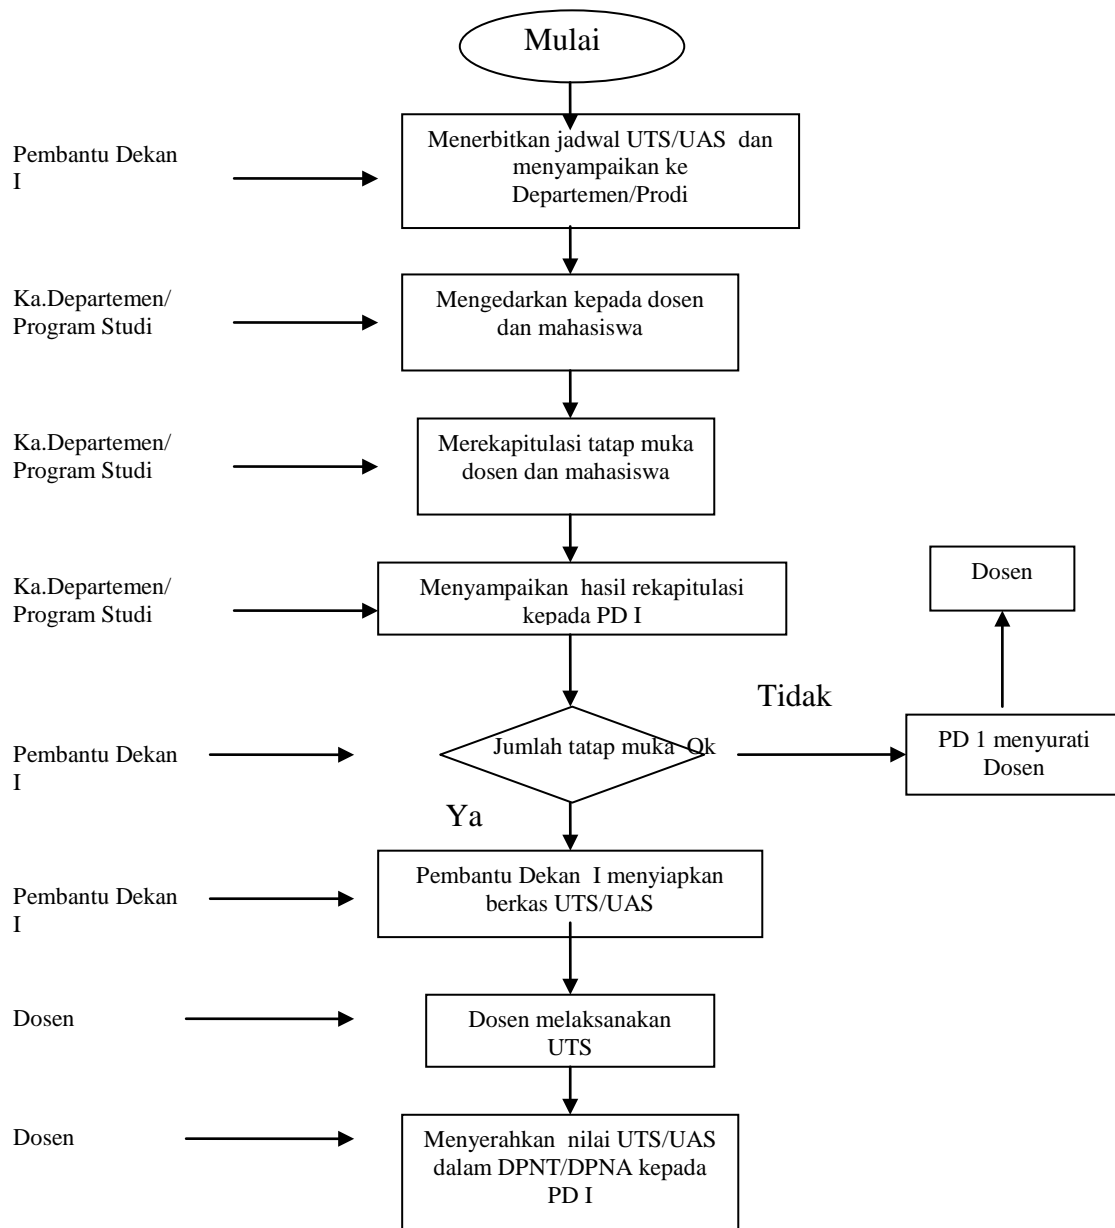 Mulai
Pembantu Dekan
I
Menerbitkan jadwal UTS/UAS dan
menyampaikan ke
Departemen/Prodi
Ka.Departemen/
Program Studi
Mengedarkan kepada dosen
dan mahasiswa
Ka.Departemen/
Program Studi
Merekapitulasi tatap muka
dosen dan mahasiswa
Ka.Departemen/
Program Studi
Menyampaikan hasil rekapitulasi
kepada PD I
Dosen
Pembantu Dekan
I
Jumlah tatap muka Ok
Tidak
PD 1 menyurati
Dosen
Ya
Pembantu Dekan
I
Pembantu Dekan I menyiapkan
berkas UTS/UAS
Dosen
Dosen melaksanakan
UTS
Dosen
Menyerahkan nilai UTS/UAS
dalam DPNT/DPNA kepada
PD I